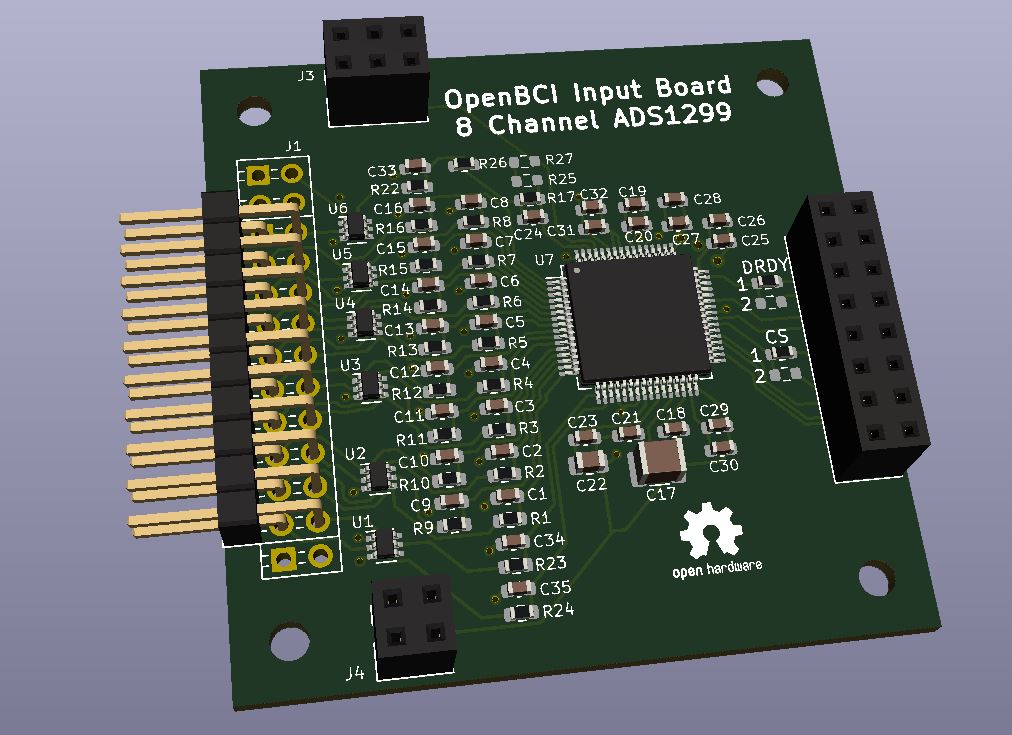 J3
OpenBCI Input Board
8 Channel ADS1299
J1
C33
R26
R27
R22
R25
C16
C8
R17
C32
C19
C28
U6
R16
R8
C24
C31
C20
C27
C26
C15
C7
C25
U5
R15
R7
U7
DRDY
C14
C6
1
U4
R14
R6
2
C13
C5
CS
R13
R5
1
U3
C12
C4
2
R12
R4
C11
C3
R11
R3
C23
C21
C18
C29
U2
C10
C2
C22
C17
C30
R10
R2
C9
C1
U1
R9
R1
C34
R23
open hardware
C35
R24
J4